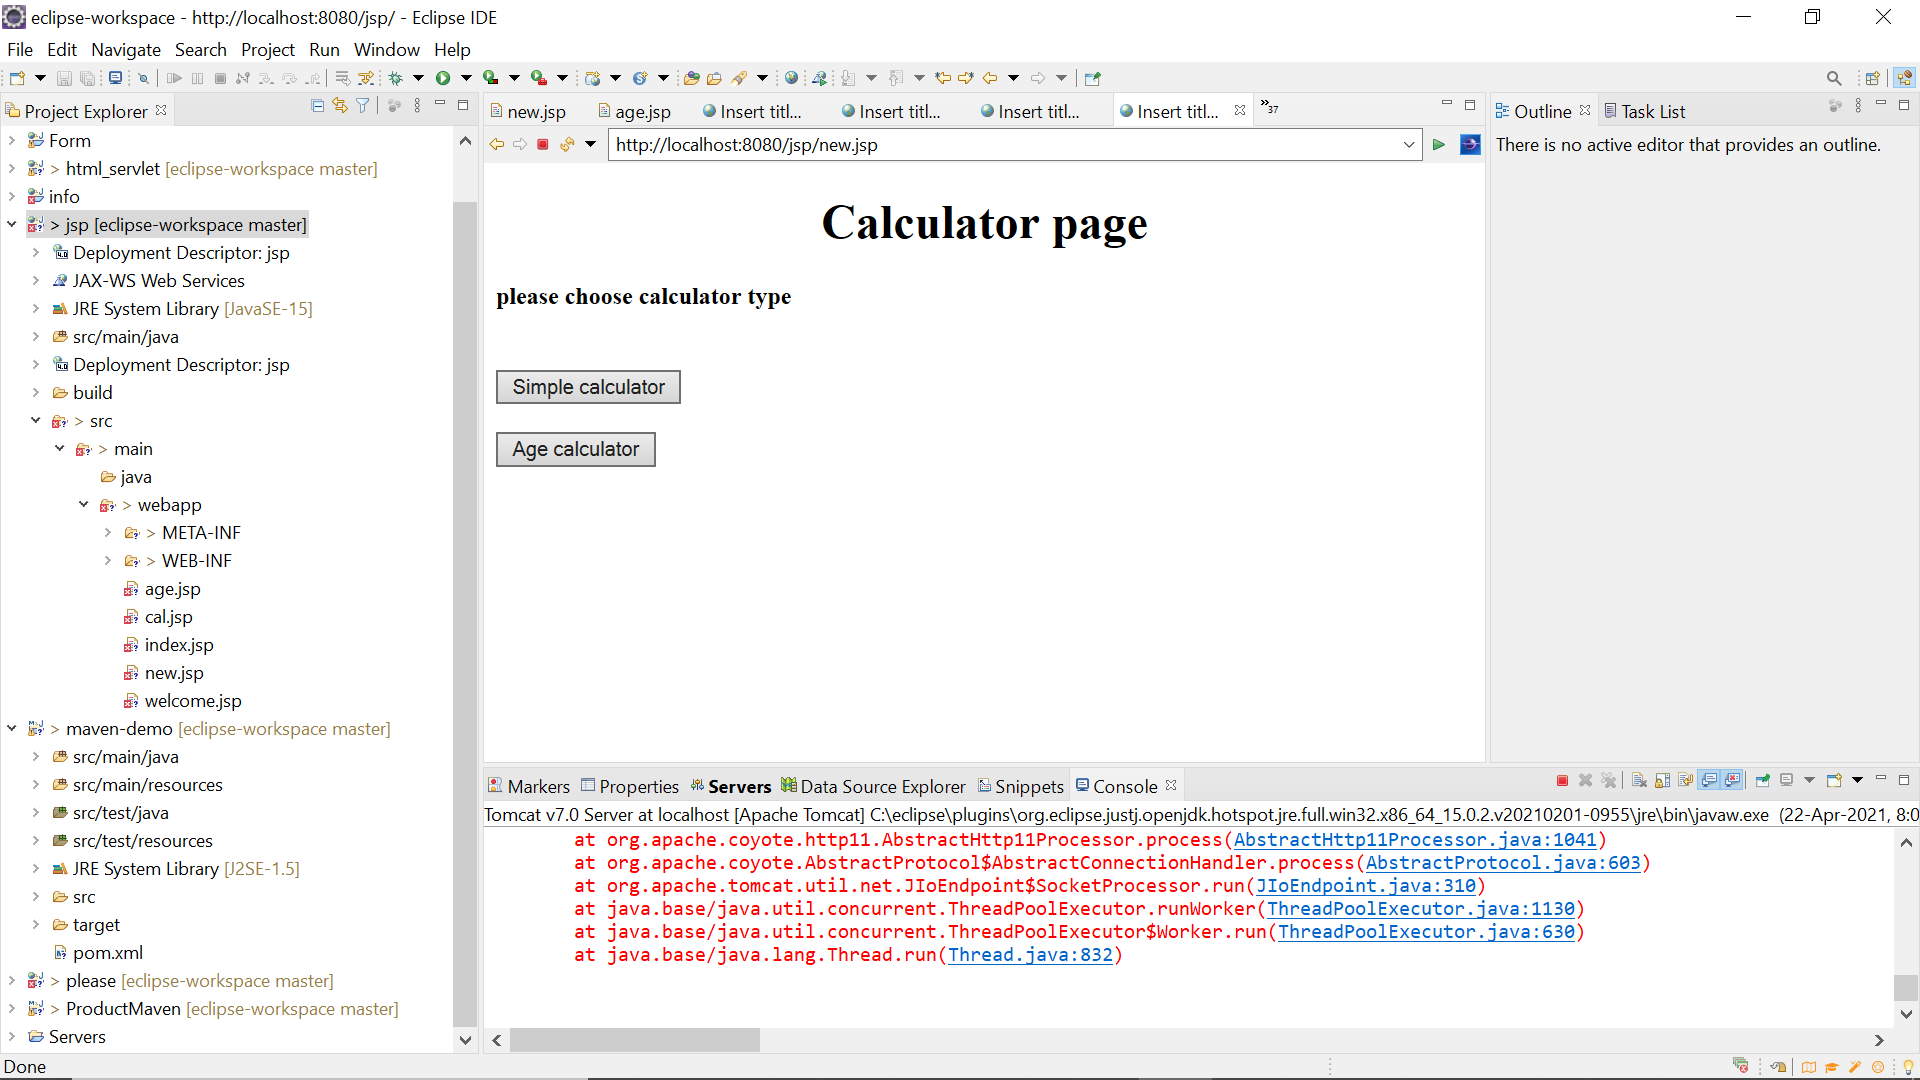 eclipse-workspace - http://localhost:8080/jsp/ - Eclipse IDE
File Edit Navigate Search Project Run Window Help
Project Explorer
Form
> html_servlet [eclipse-workspace master]
info
> jsp [eclipse-workspace master]
Deployment Descriptor: jsp
JAX-WS Web Services
JRE System Library [JavaSE-15]
src/main/java
Deployment Descriptor: jsp
build
> src
> main
java
> webapp
> META-INF
> WEB-INF
age.jsp
cal.jsp
index.jsp
new.jsp
welcome.jsp
> maven-demo [eclipse-workspace master]
src/main/java
src/main/resources
src/test/java
src/test/resources
JRE System Library [J2SE-1.5]
src
target
pom.xml
> please [eclipse-workspace master]
> ProductMaven [eclipse-workspace master]
Servers
new.jsp age.jsp Insert titl... Insert titl... Insert titl... Insert titl... »37
http://localhost:8080/jsp/new.jsp
Calculator page
please choose calculator type
Simple calculator
Age calculator
Outline Task List
There is no active editor that provides an outline.
Markers Properties Servers Data Source Explorer Snippets Console
Tomcat v7.0 Server at localhost [Apache Tomcat] C:\eclipse\plugins\org.eclipse.justj.openjdk.hotspot.jre.full.win32.x86_64_15.0.2.v20210201-0955\jre\bin\javaw.exe (22-Apr-2021, 8:0
at org.apache.coyote.http11.AbstractHttp11Processor.process(AbstractHttp11Processor.java:1041)
at org.apache.coyote.AbstractProtocol$AbstractConnectionHandler.process(AbstractProtocol.java:603)
at org.apache.tomcat.util.net.JIoEndpoint$SocketProcessor.run(JIoEndpoint.java:310)
at java.base/java.util.concurrent.ThreadPoolExecutor.runWorker(ThreadPoolExecutor.java:1130)
at java.base/java.util.concurrent.ThreadPoolExecutor$Worker.run(ThreadPoolExecutor.java:630)
at java.base/java.lang.Thread.run(Thread.java:832)
Done